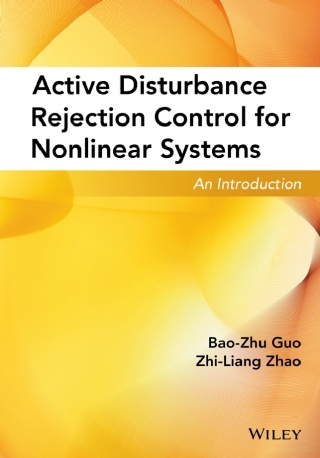 Active Disturbance
Rejection Control for
Nonlinear Systems
An Introduction
Bao-Zhu Guo
Zhi-Liang Zhao
WILEY